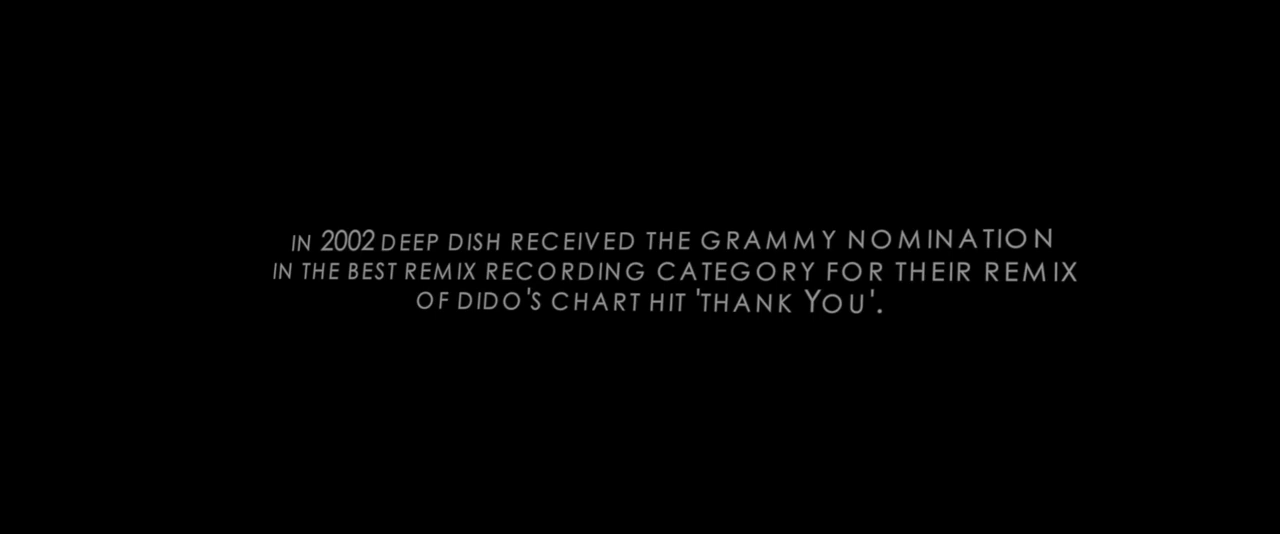 IN 2002 DEEP DISH RECEIVED THE GRAMMY NOMINATION
IN THE BEST REMIX RECORDING CATEGORY FOR THEIR REMIX
OF DIDO'S CHART HIT 'THANK YOU'.